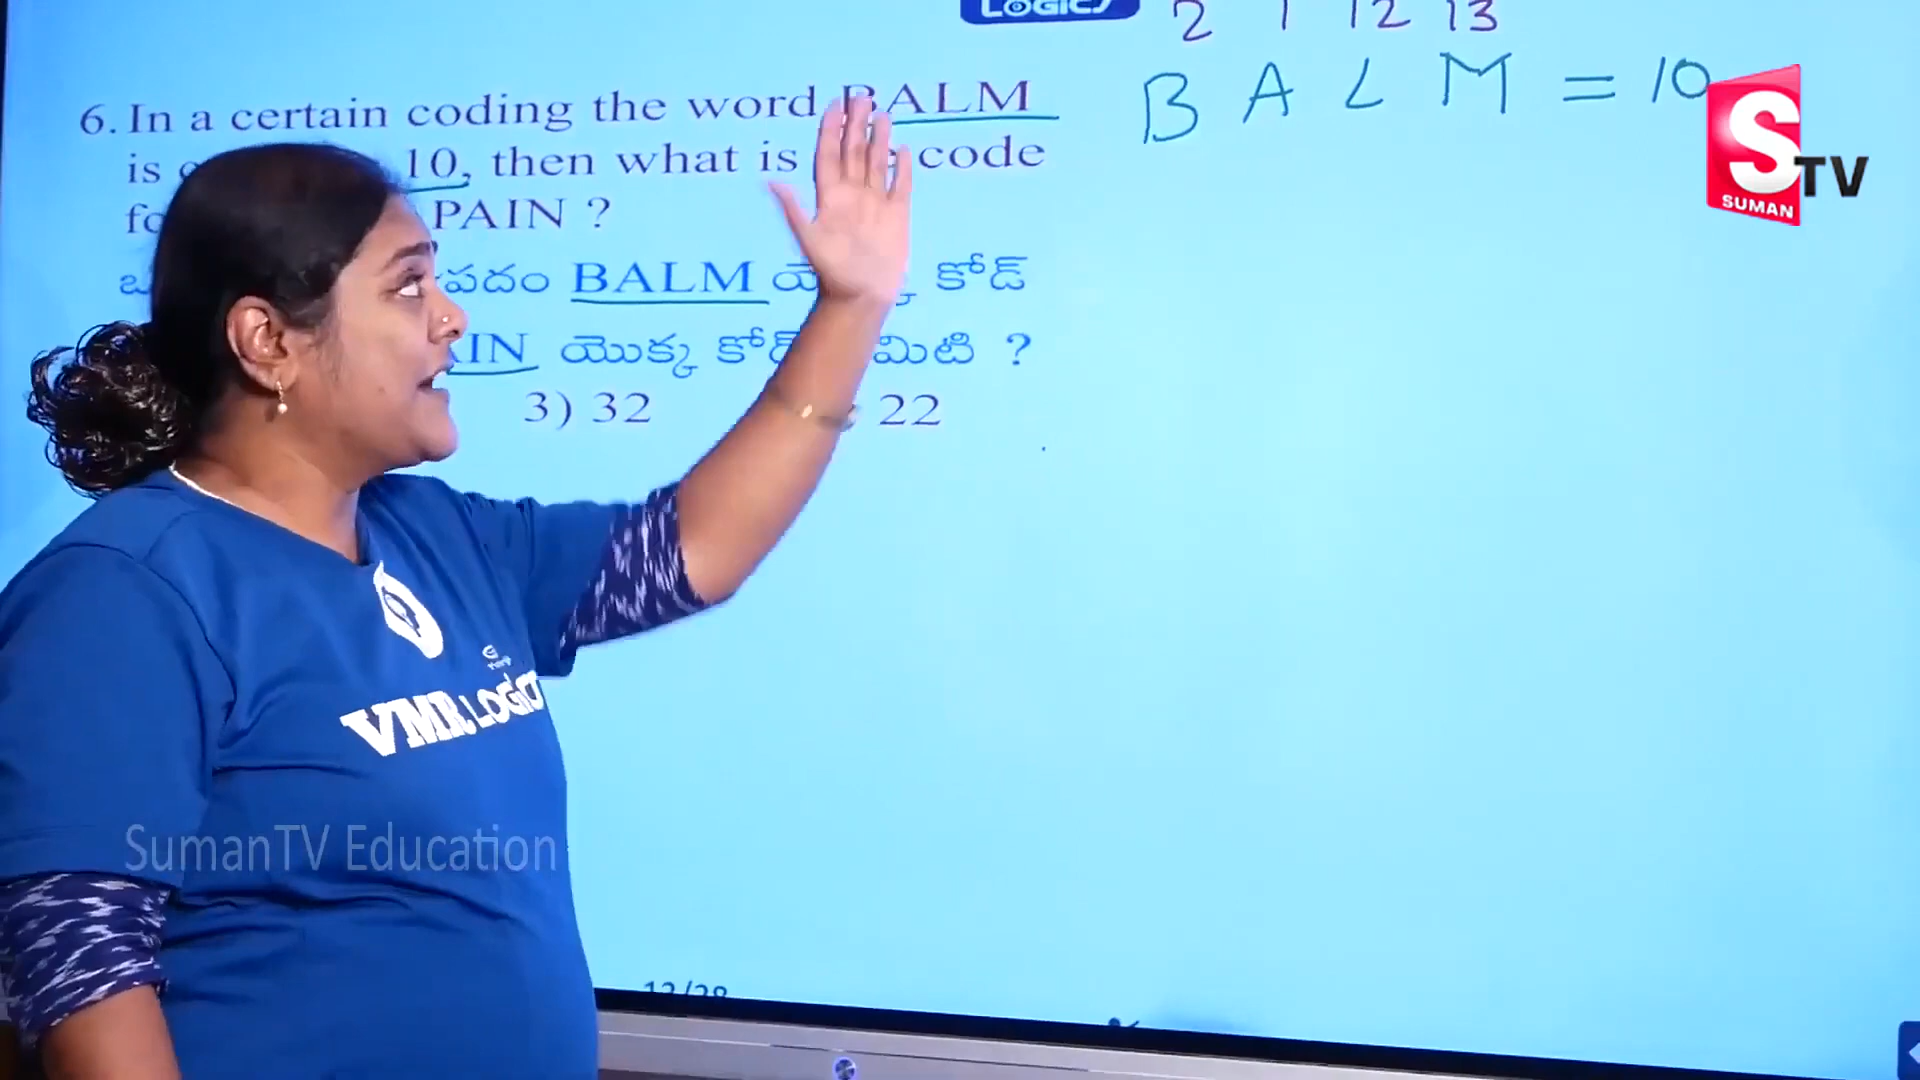 LOGICS
2 1 12 13
B A L M = 10
6. In a certain coding the word BALM
is 10, then what is code
PAIN ?
పదం BALM కోడ్
IN యొక్క కోడ్ మిటి ?
3) 32 22
S TV
SUMAN
VMR LOGICS
SumanTV Education